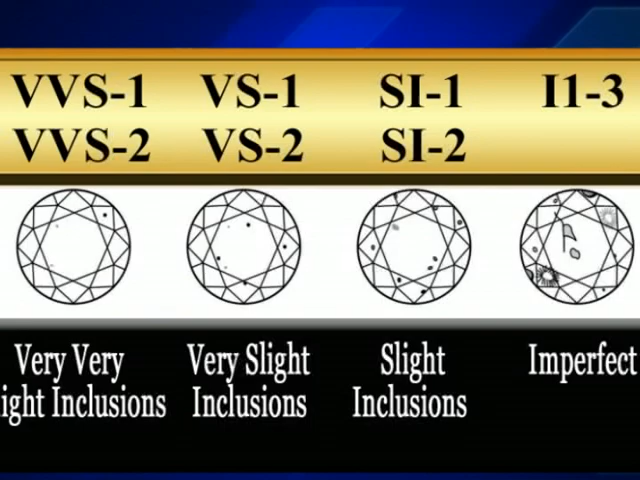 VVS-1 VS-1 SI-1 I1-3
VVS-2 VS-2 SI-2
Very Very Very Slight Slight Imperfect
ight Inclusions Inclusions Inclusions